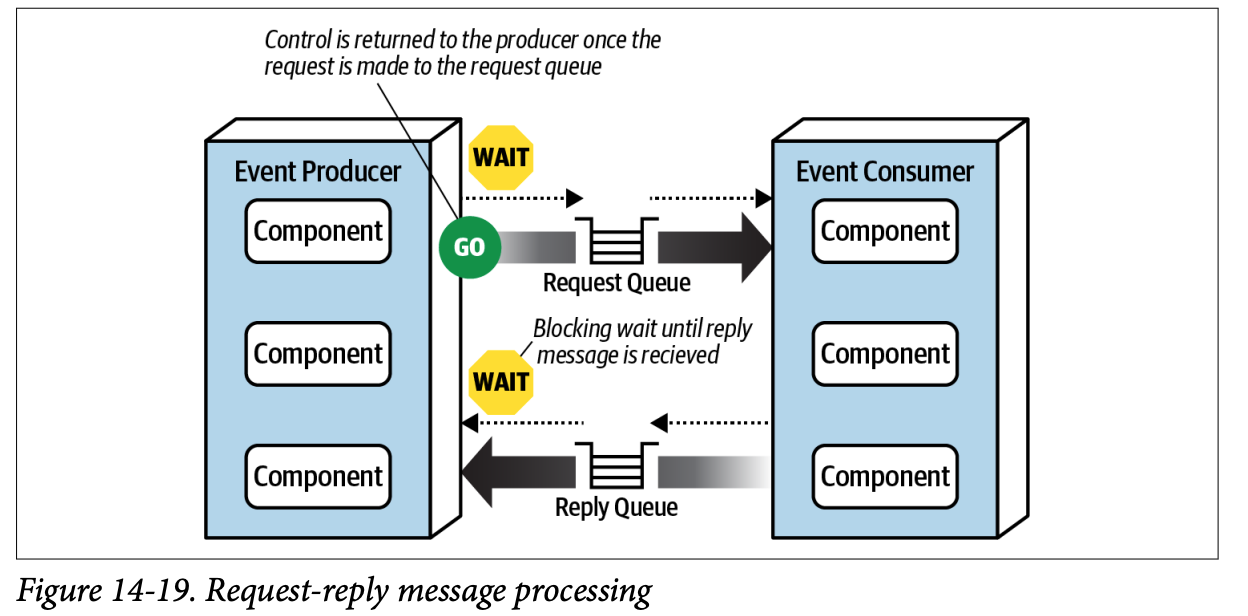 Control is returned to the producer once the
request is made to the request queue
WAIT
Event Producer
Event Consumer
Component
Component
GO
Request Queue
Blocking wait until reply
message is recieved
Component
Component
WAIT
Component
Component
Reply Queue
Figure 14-19. Request-reply message processing